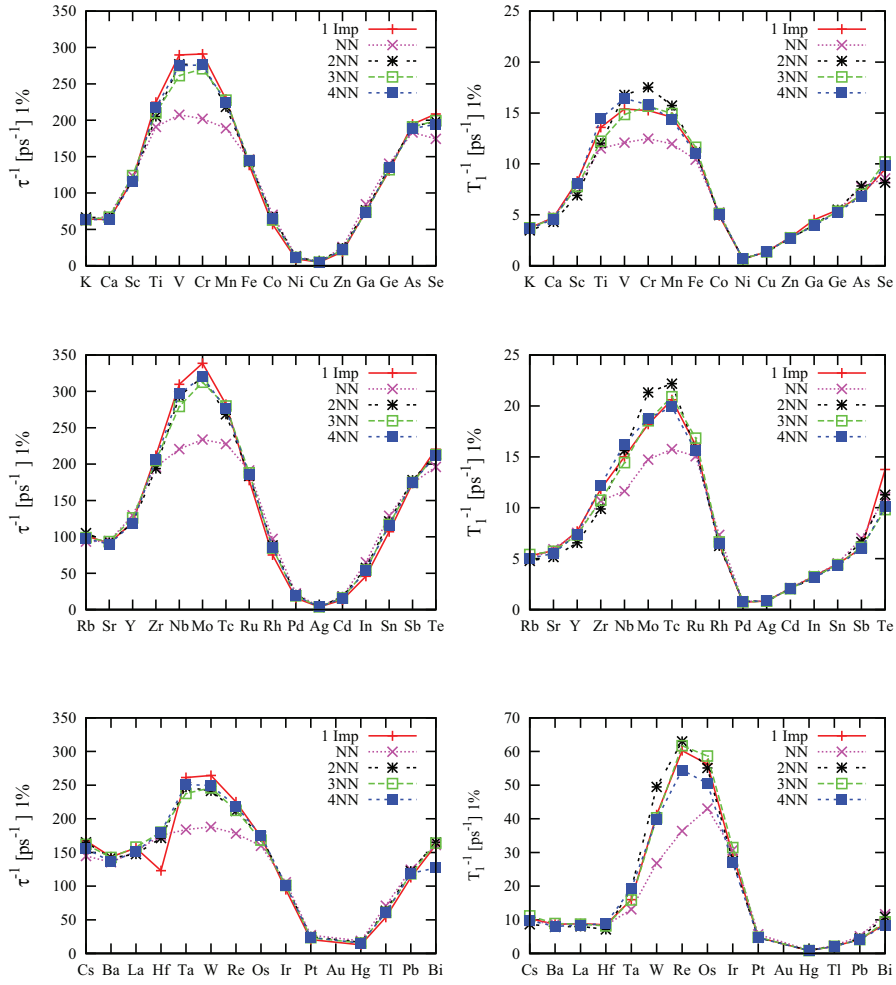 τ⁻¹ [ps⁻¹] 1%
350
300
250
200
150
100
50
0
K Ca Sc Ti V Cr Mn Fe Co Ni Cu Zn Ga Ge As Se
1 Imp
NN
2NN
3NN
4NN
T₁⁻¹ [ps⁻¹] 1%
25
20
15
10
5
0
K Ca Sc Ti V Cr Mn Fe Co Ni Cu Zn Ga Ge As Se
1 Imp
NN
2NN
3NN
4NN
τ⁻¹ [ps⁻¹] 1%
350
300
250
200
150
100
50
0
Rb Sr Y Zr Nb Mo Tc Ru Rh Pd Ag Cd In Sn Sb Te
1 Imp
NN
2NN
3NN
4NN
T₁⁻¹ [ps⁻¹] 1%
25
20
15
10
5
0
Rb Sr Y Zr Nb Mo Tc Ru Rh Pd Ag Cd In Sn Sb Te
1 Imp
NN
2NN
3NN
4NN
τ⁻¹ [ps⁻¹] 1%
350
300
250
200
150
100
50
0
Cs Ba La Hf Ta W Re Os Ir Pt Au Hg Tl Pb Bi
1 Imp
NN
2NN
3NN
4NN
T₁⁻¹ [ps⁻¹] 1%
70
60
50
40
30
20
10
0
Cs Ba La Hf Ta W Re Os Ir Pt Au Hg Tl Pb Bi
1 Imp
NN
2NN
3NN
4NN